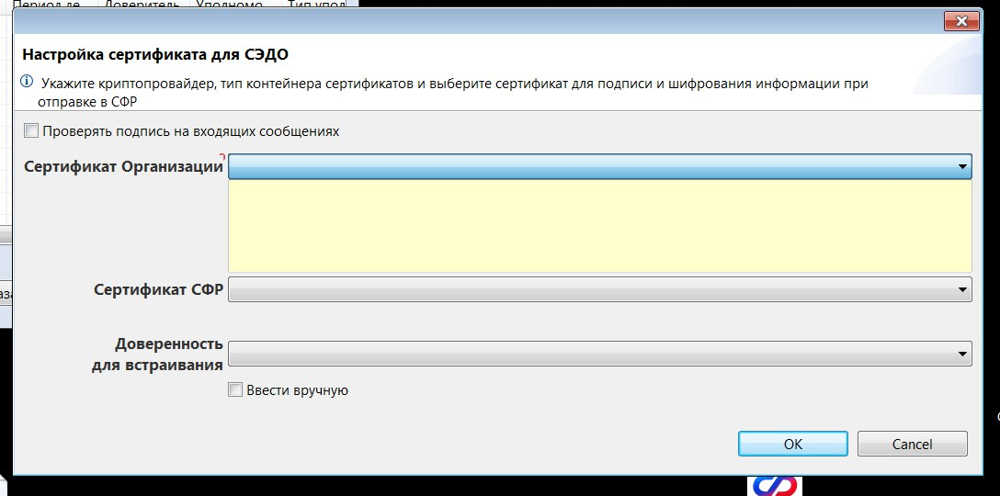 Период де
Доверитель
Уполномо
Тип упол
Настройка сертификата для СЭДО
Укажите криптопровайдер, тип контейнера сертификатов и выберите сертификат для подписи и шифрования информации при
отправке в СФР
Проверять подпись на входящих сообщениях
Сертификат Организации
Сертификат СФР
Доверенность
для встраивания
Ввести вручную
OK
Cancel